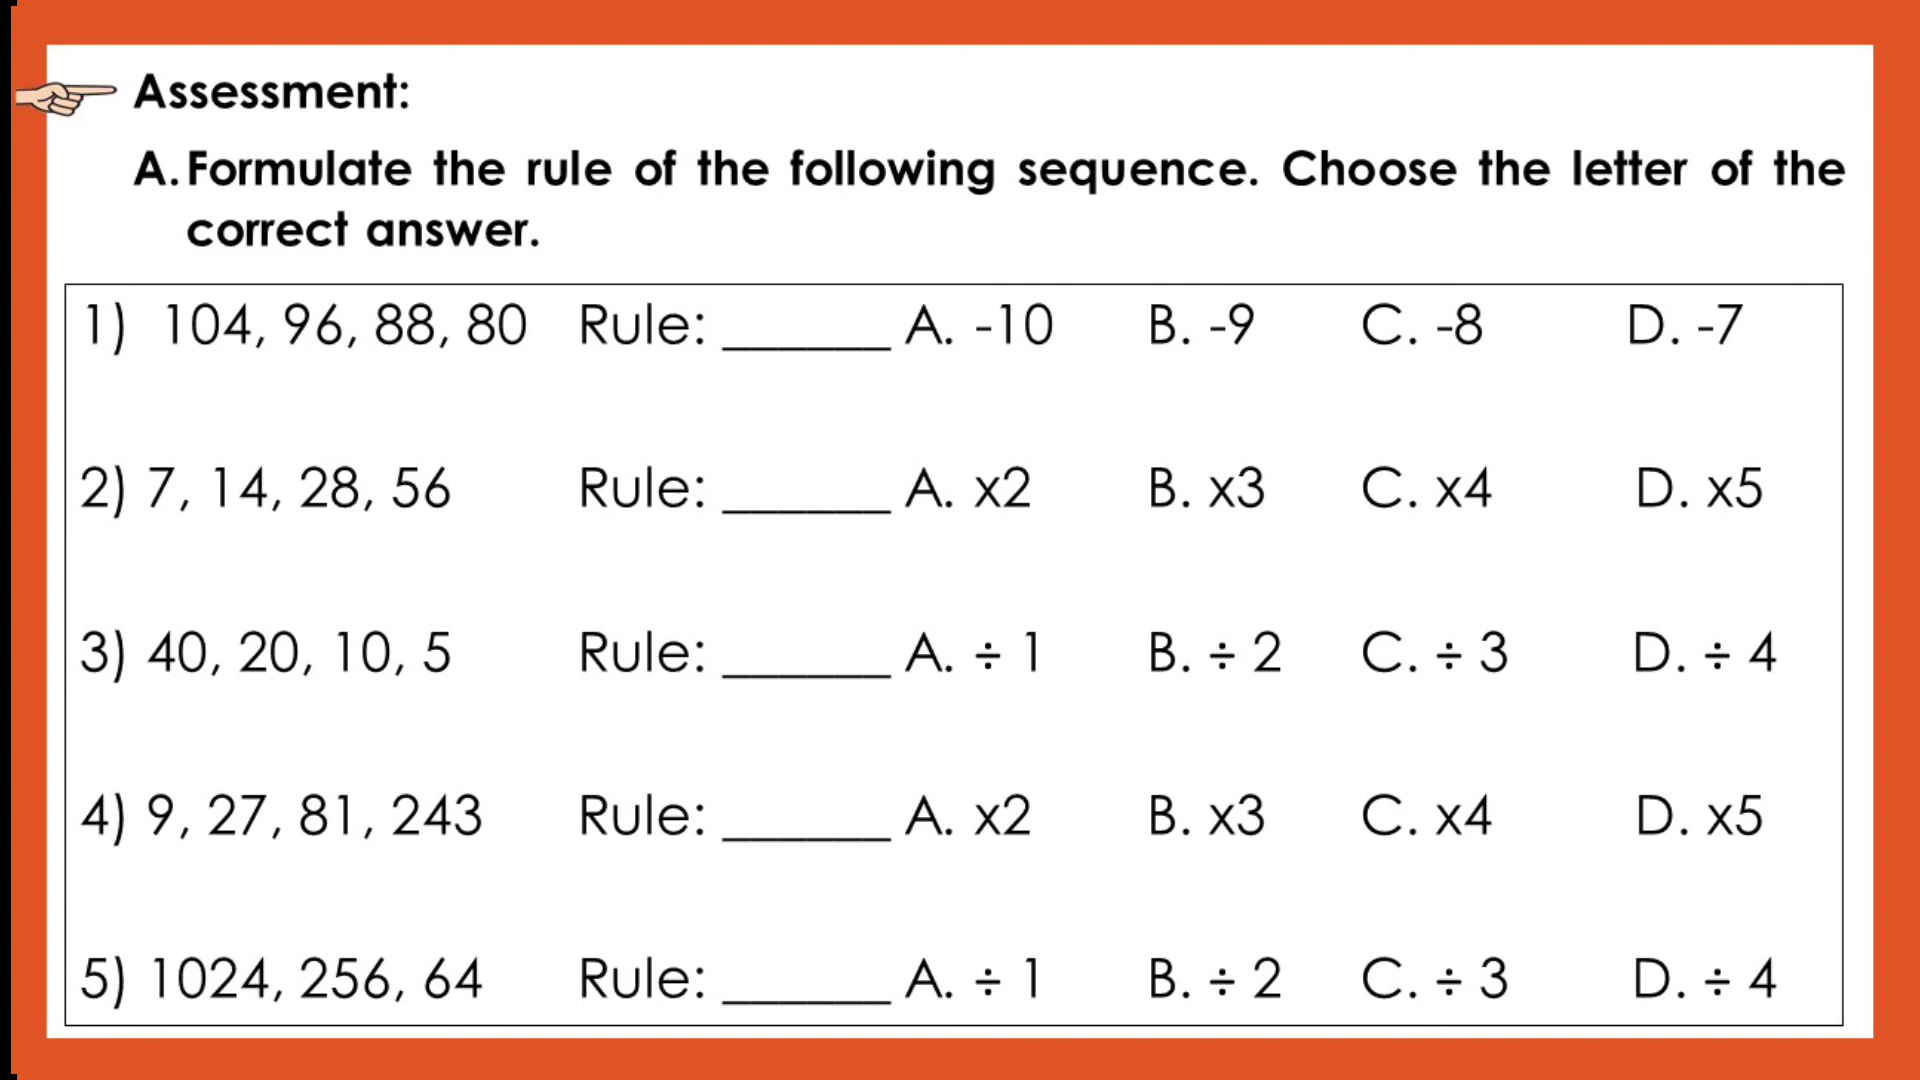 Assessment:
A. Formulate the rule of the following sequence. Choose the letter of the
correct answer.
1) 104, 96, 88, 80 Rule: ______ A. -10 B. -9 C. -8 D. -7
2) 7, 14, 28, 56 Rule: ______ A. x2 B. x3 C. x4 D. x5
3) 40, 20, 10, 5 Rule: ______ A. ÷ 1 B. ÷ 2 C. ÷ 3 D. ÷ 4
4) 9, 27, 81, 243 Rule: ______ A. x2 B. x3 C. x4 D. x5
5) 1024, 256, 64 Rule: ______ A. ÷ 1 B. ÷ 2 C. ÷ 3 D. ÷ 4